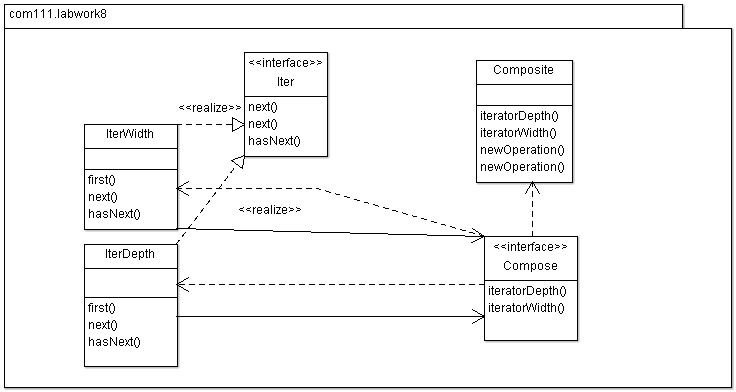 com111.labwork8
<<interface>>
Iter
next()
next()
hasNext()
Composite
iteratorDepth()
iteratorWidth()
newOperation()
newOperation()
<<realize>>
IterWidth
first()
next()
hasNext()
<<realize>>
IterDepth
first()
next()
hasNext()
<<interface>>
Compose
iteratorDepth()
iteratorWidth()